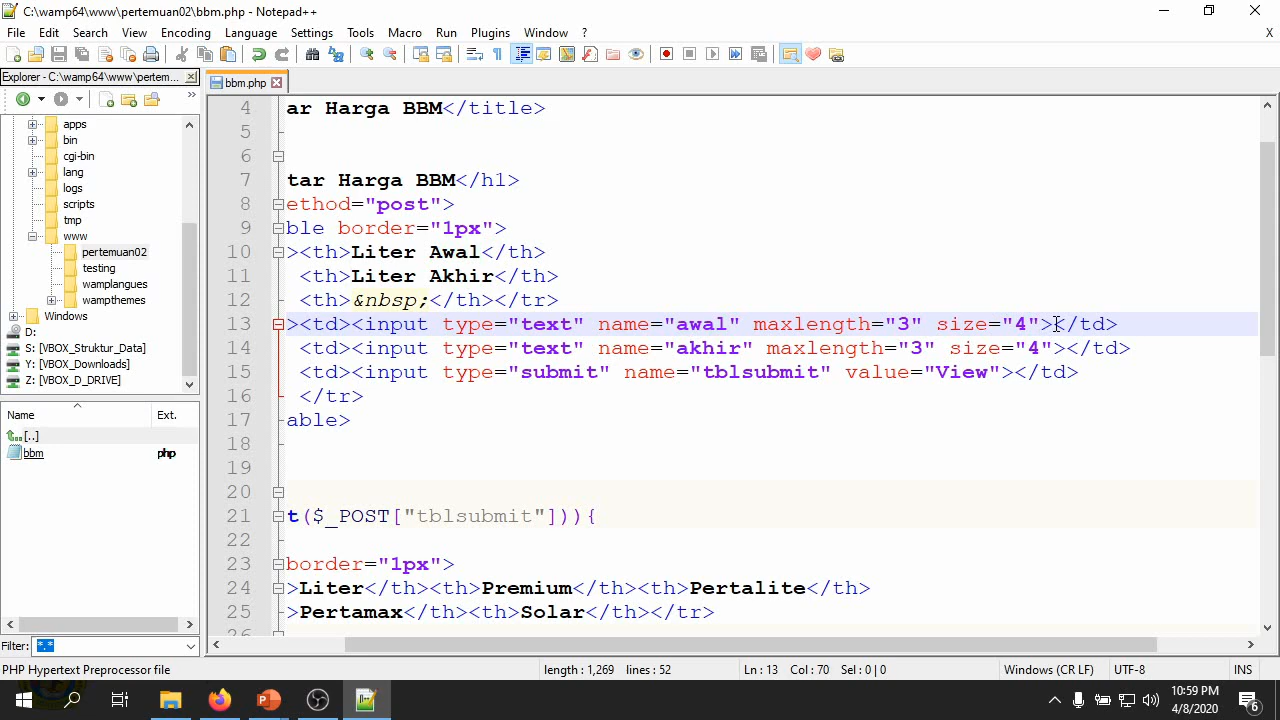 C:\wamp64\www\pertemuan02\bbm.php - Notepad++
File Edit Search View Encoding Language Settings Tools Macro Run Plugins Window ? X
Explorer - C:\wamp64\www\pertem...
bbm.php
apps
bin
cgi-bin
lang
logs
scripts
tmp
www
pertemuan02
testing
wamplangues
wampthemes
Windows
D:
S: [VBOX_Struktur_Data]
Y: [VBOX_Downloads]
Z: [VBOX_D_DRIVE]
Name Ext.
[..]
bbm php
Filter: *.*
4 ar Harga BBM</title>
5
6
7 tar Harga BBM</h1>
8 ethod="post">
9 ble border="1px">
10 ><th>Liter Awal</th>
11 <th>Liter Akhir</th>
12 <th>&nbsp;</th></tr>
13 ><td><input type="text" name="awal" maxlength="3" size="4"></td>
14 <td><input type="text" name="akhir" maxlength="3" size="4"></td>
15 <td><input type="submit" name="tblsubmit" value="View"></td>
16 </tr>
17 able>
18
19
20
21 t($_POST["tblsubmit"])){
22
23 border="1px">
24 >Liter</th><th>Premium</th><th>Pertalite</th>
25 >Pertamax</th><th>Solar</th></tr>
26
PHP Hypertext Preprocessor file length : 1,269 lines : 52 Ln : 13 Col : 70 Sel : 0 | 0 Windows (CR LF) UTF-8 INS
10:59 PM
4/8/2020
6